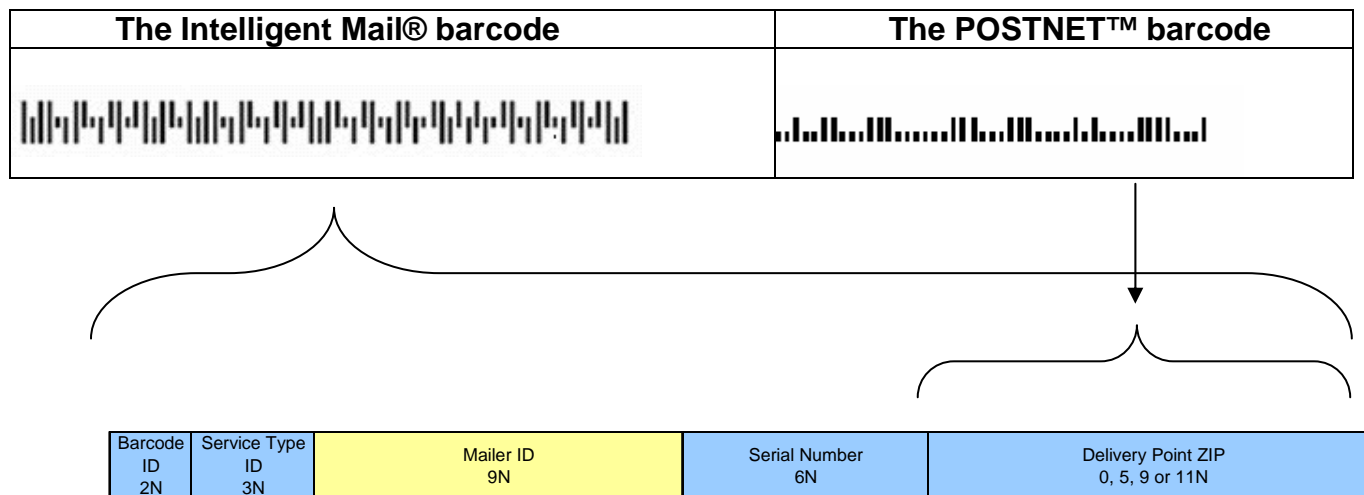 The Intelligent Mail® barcode
The POSTNET™ barcode
Barcode
ID
2N
Service Type
ID
3N
Mailer ID
9N
Serial Number
6N
Delivery Point ZIP
0, 5, 9 or 11N